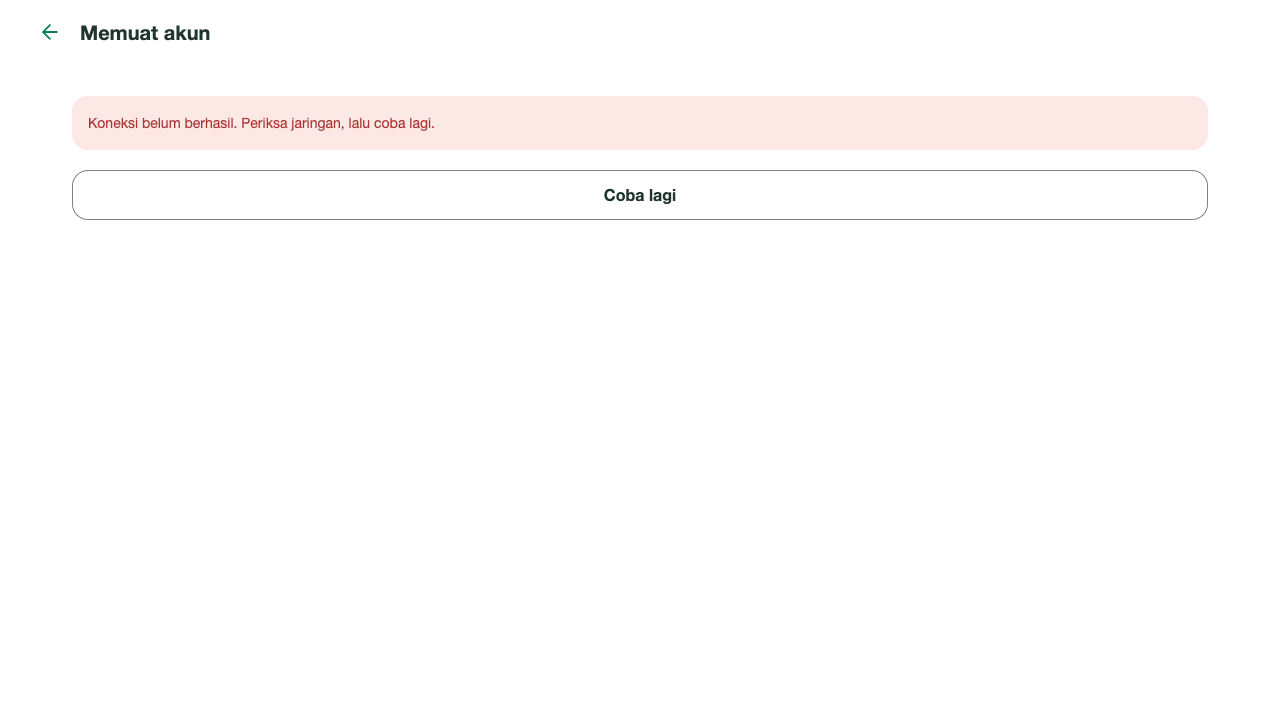 Memuat akun
Koneksi belum berhasil. Periksa jaringan, lalu coba lagi.
Coba lagi